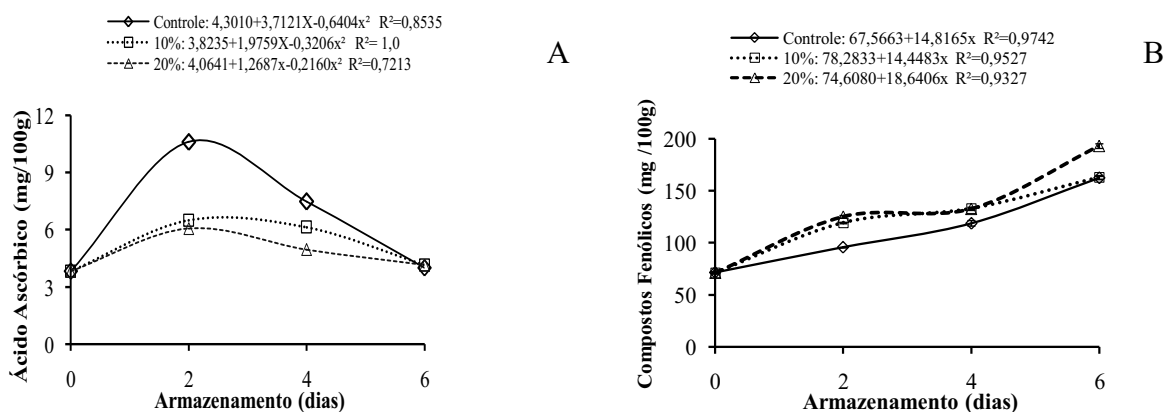 Controle: 4,3010+3,7121X-0,6404x² R²=0,8535
10%: 3,8235+1,9759X-0,3206x² R²= 1,0
20%: 4,0641+1,2687x-0,2160x² R²=0,7213
A
Ácido Ascórbico (mg/100g)
12
9
6
3
0
0 2 4 6
Armazenamento (dias)
Controle: 67,5663+14,8165x R²=0,9742
10%: 78,2833+14,4483x R²=0,9527
20%: 74,6080+18,6406x R²=0,9327
B
Compostos Fenólicos (mg /100g)
200
150
100
50
0
0 2 4 6
Armazenamento (dias)